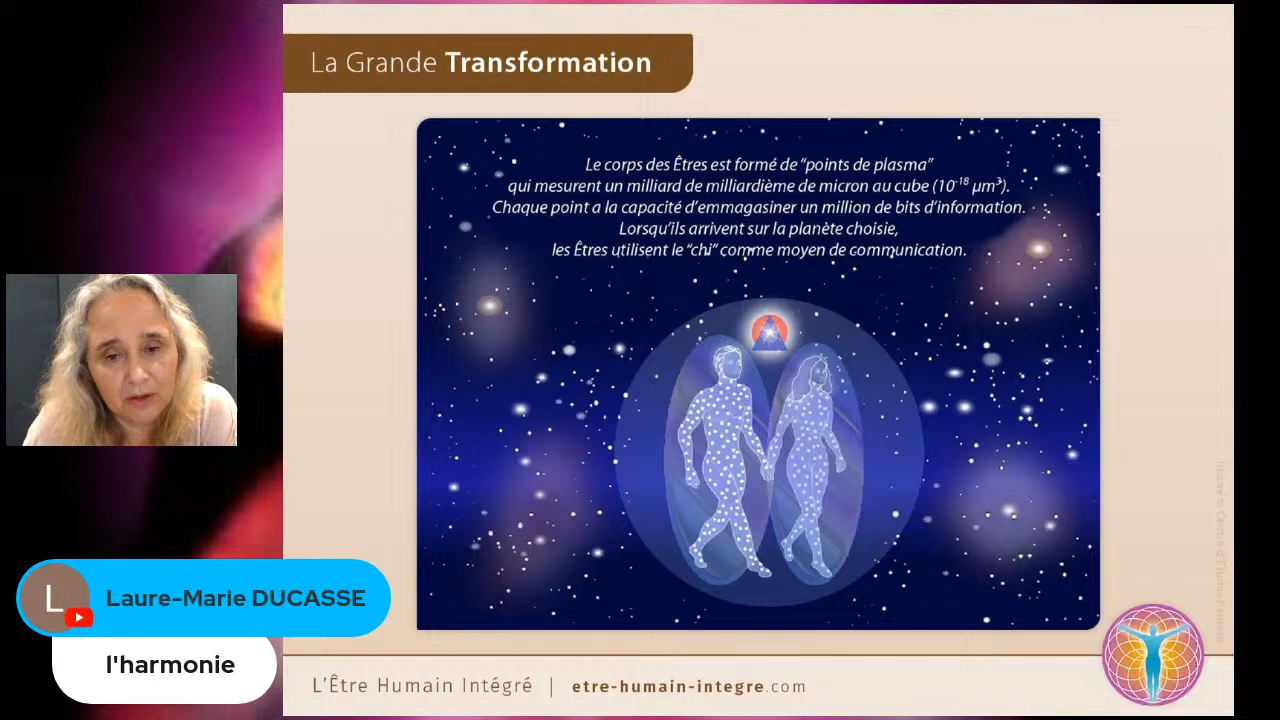 La Grande Transformation
Le corps des Êtres est formé de “points de plasma”
qui mesurent un milliard de milliardième de micron au cube (10⁻¹⁸ μm³).
Chaque point a la capacité d’emmagasiner un million de bits d’information.
Lorsqu’ils arrivent sur la planète choisie,
les Êtres utilisent le “chi” comme moyen de communication.
L
Laure-Marie DUCASSE
l'harmonie
L’Être Humain Intégré | etre-humain-integre.com